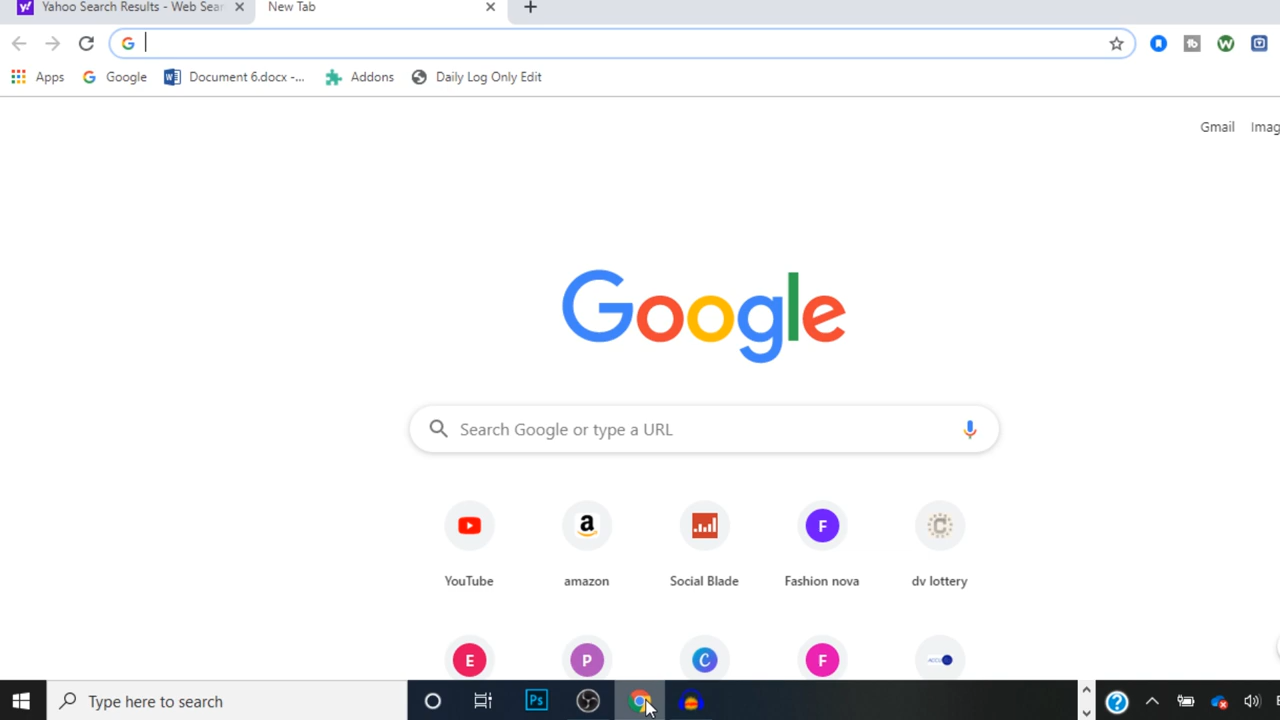 Yahoo Search Results - Web Sear
New Tab
Apps
Google
Document 6.docx -...
Addons
Daily Log Only Edit
Gmail
Imag
Google
Search Google or type a URL
YouTube
amazon
Social Blade
Fashion nova
dv lottery
F
E
P
F
Type here to search
Ps